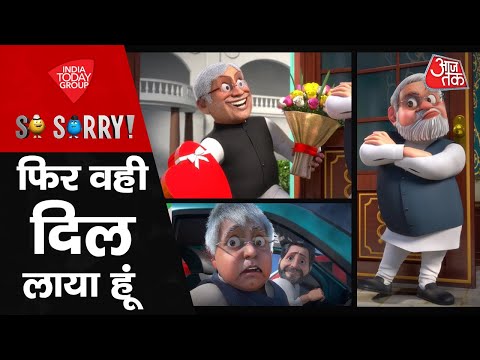 INDIA
TODAY
GROUP
SO SORRY!
फिर वही
दिल
लाया हूं
आज
तक